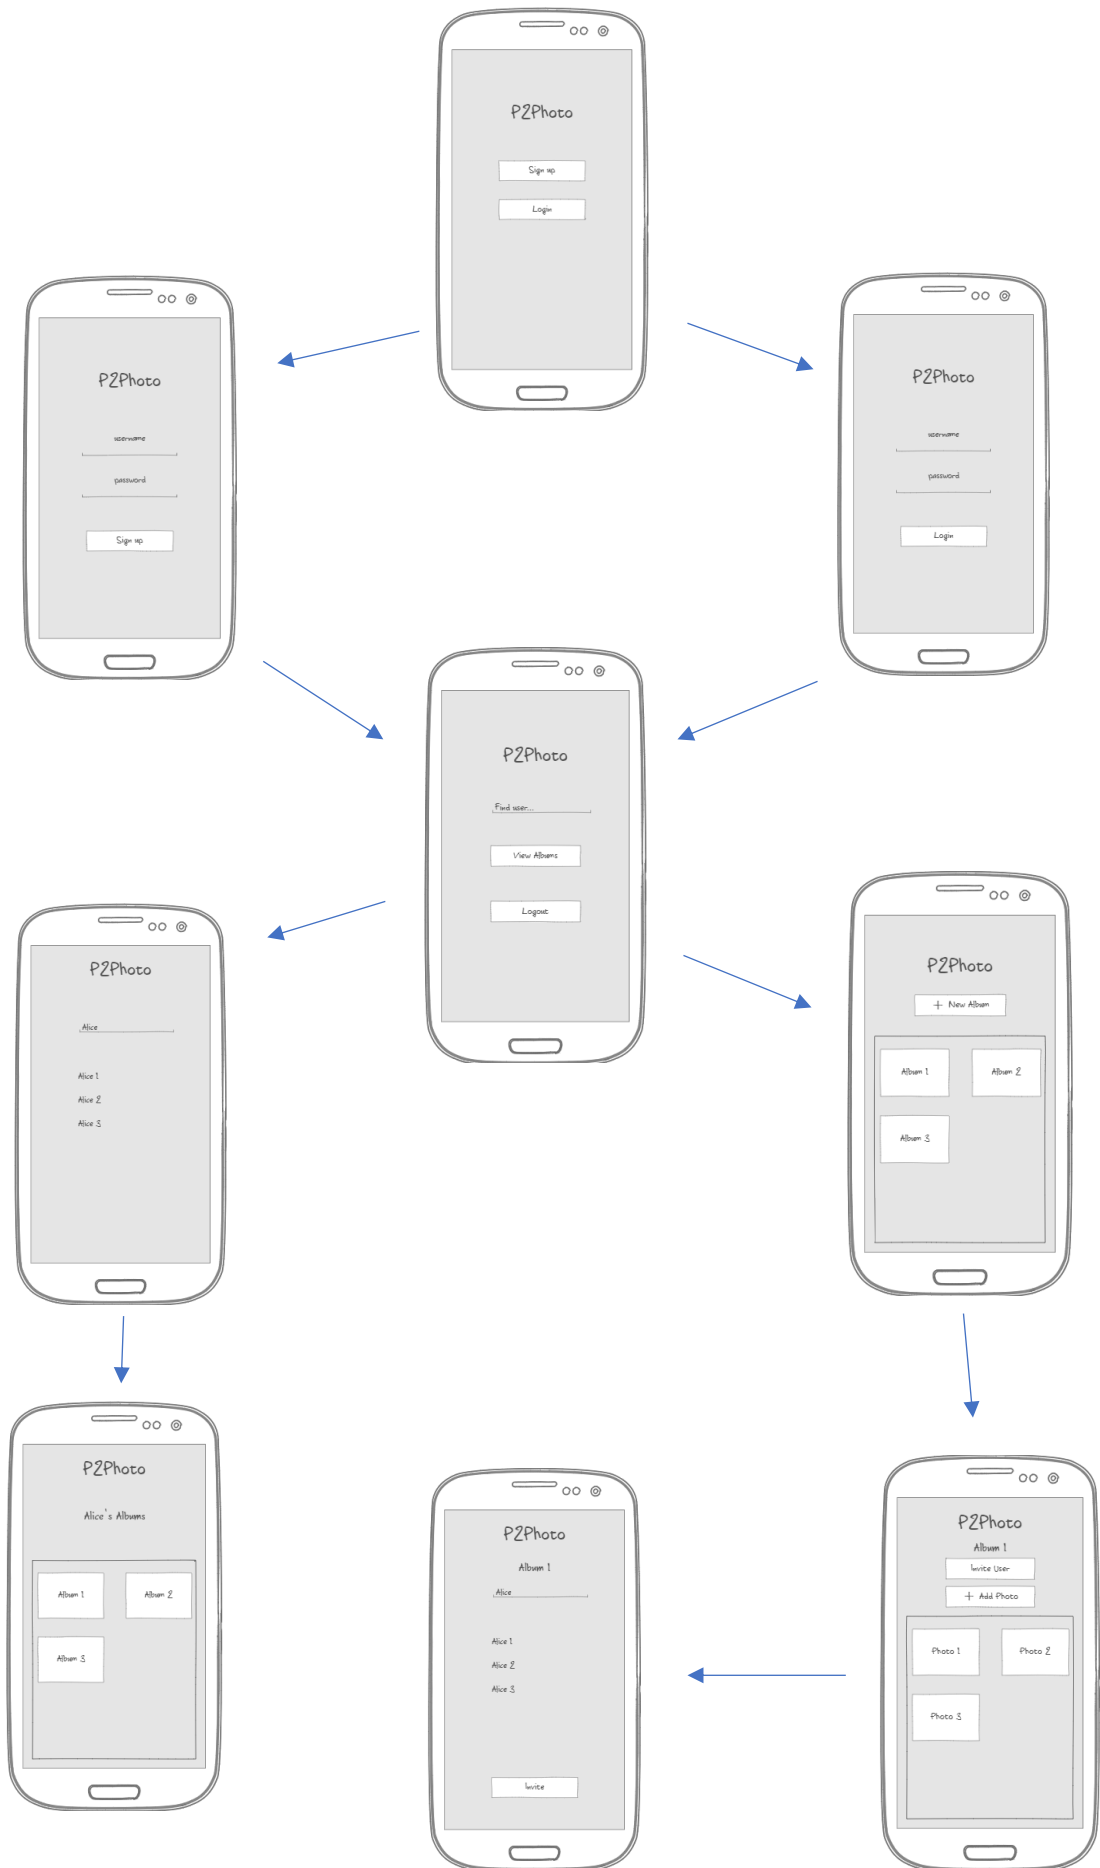 P2Photo
Sign up
Login
P2Photo
username
password
Sign up
P2Photo
username
password
Login
P2Photo
Find user...
View Albums
Logout
P2Photo
Alice
Alice 1
Alice 2
Alice 3
P2Photo
+ New Album
Album 1
Album 2
Album 3
P2Photo
Alice's Albums
Album 1
Album 2
Album 3
P2Photo
Album 1
Alice
Alice 1
Alice 2
Alice 3
Invite
P2Photo
Album 1
Invite User
+ Add Photo
Photo 1
Photo 2
Photo 3